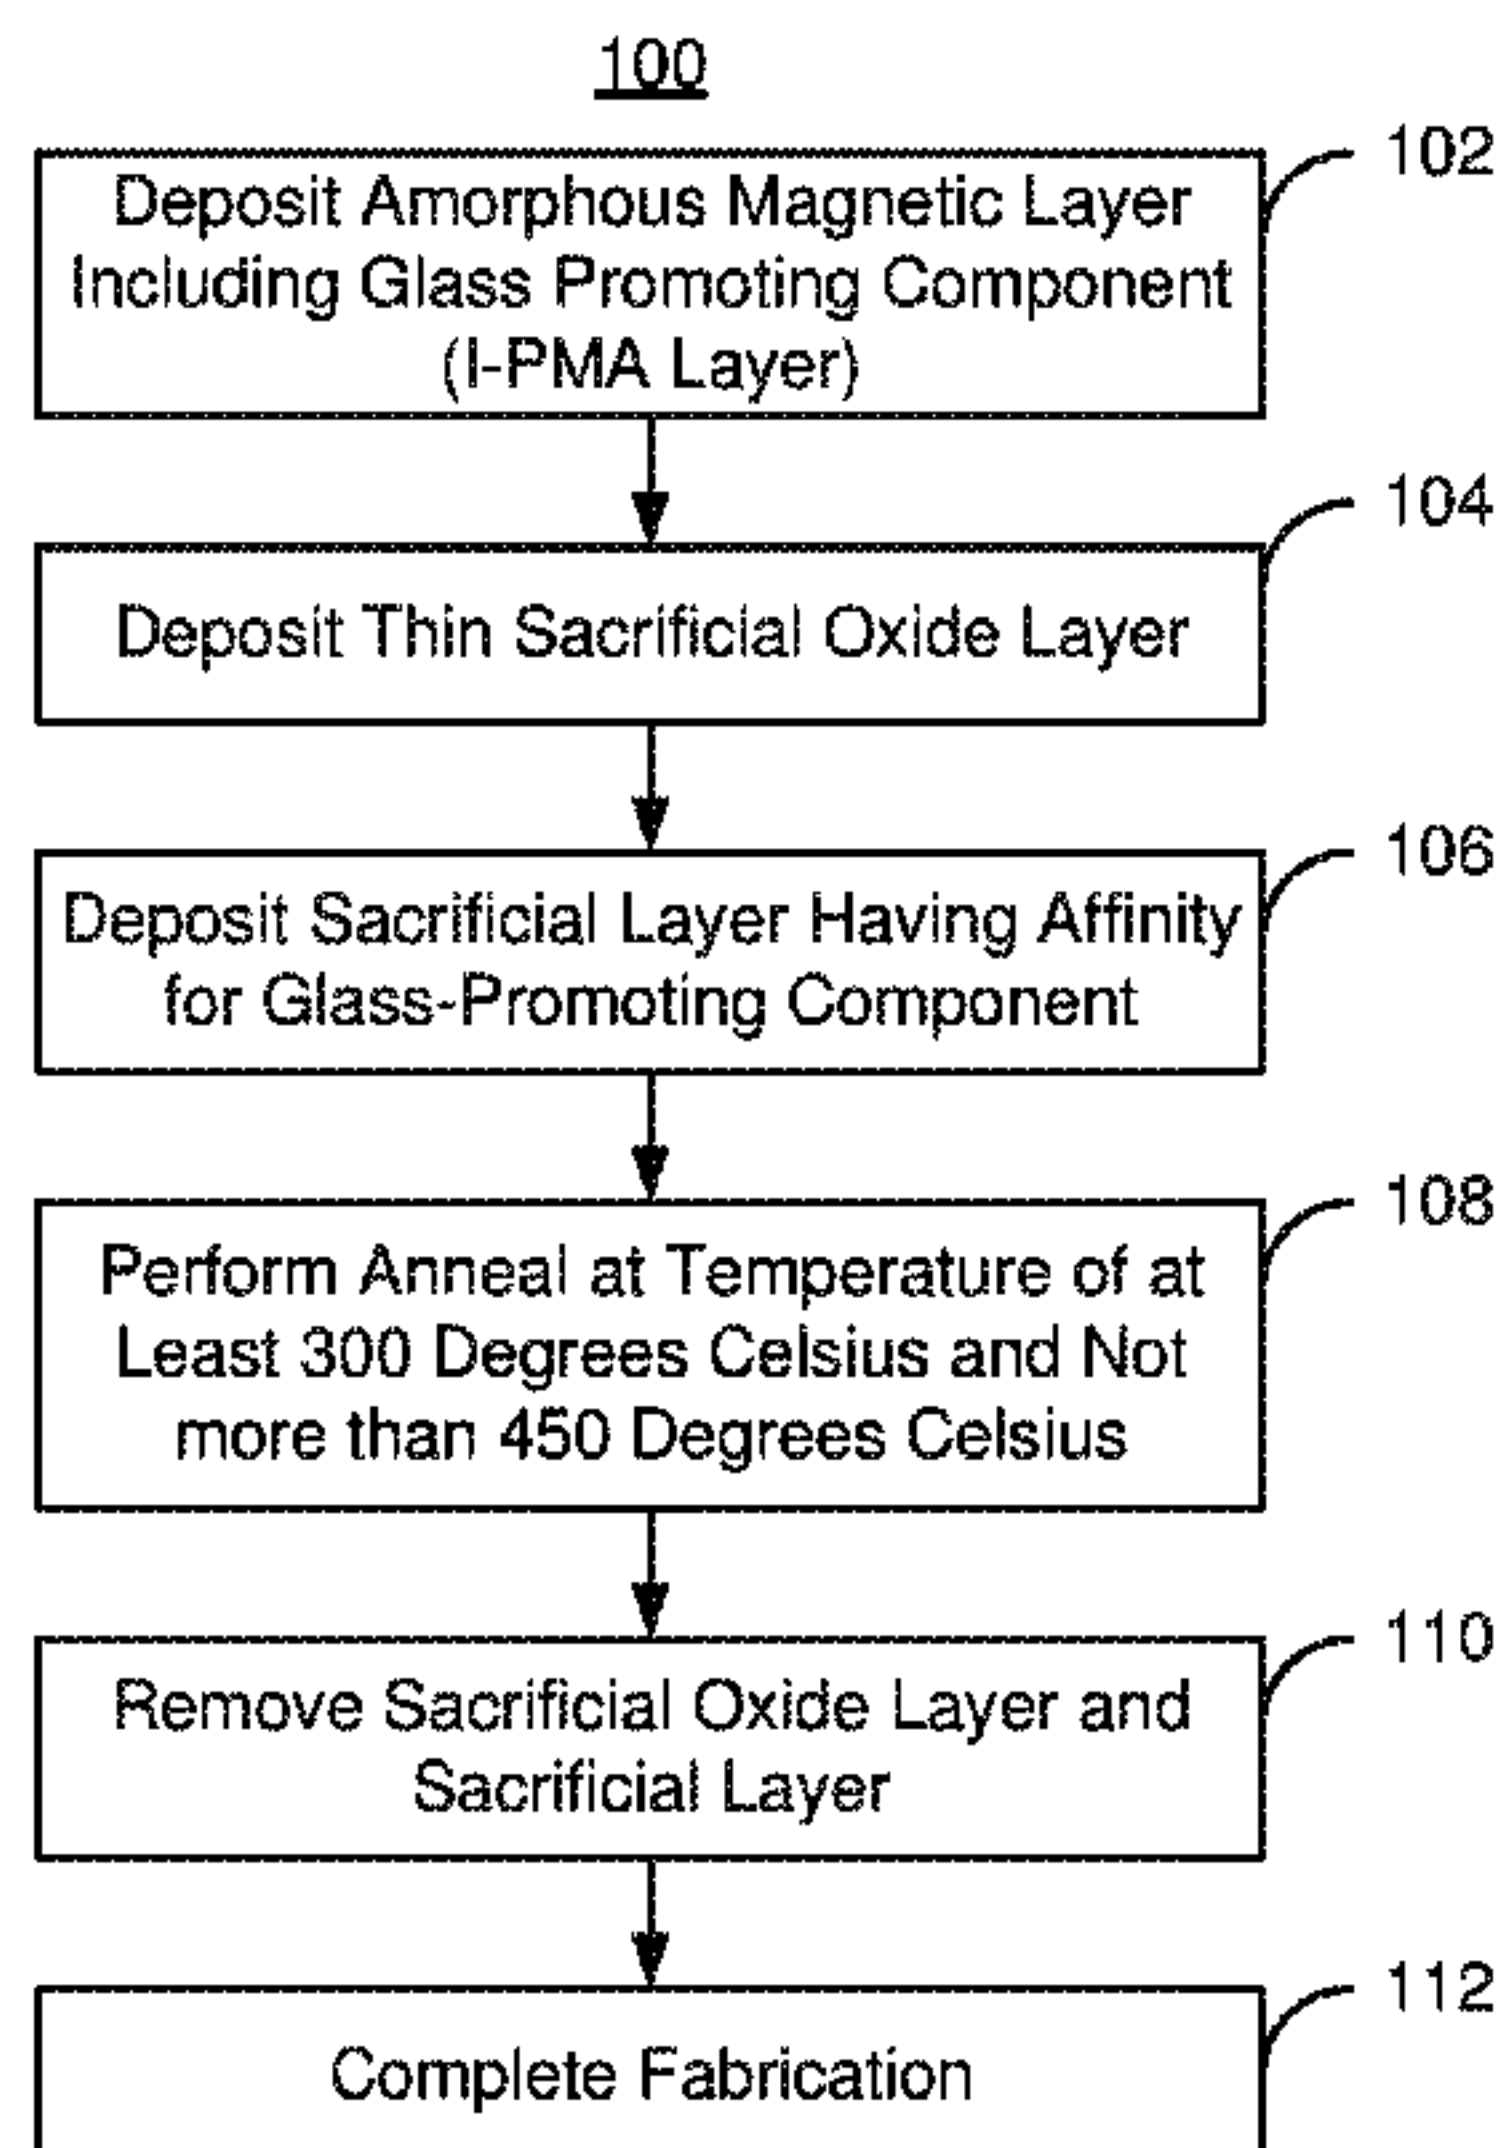 100
102
Deposit Amorphous Magnetic Layer
Including Glass Promoting Component
(I-PMA Layer)
104
Deposit Thin Sacrificial Oxide Layer
106
Deposit Sacrificial Layer Having Affinity
for Glass-Promoting Component
108
Perform Anneal at Temperature of at
Least 300 Degrees Celsius and Not
more than 450 Degrees Celsius
110
Remove Sacrificial Oxide Layer and
Sacrificial Layer
112
Complete Fabrication